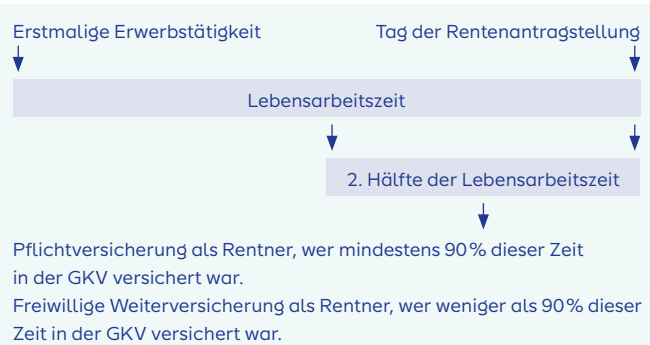 Erstmalige Erwerbstätigkeit
Tag der Rentenantragstellung
Lebensarbeitszeit
2. Hälfte der Lebensarbeitszeit
Pflichtversicherung als Rentner, wer mindestens 90 % dieser Zeit
in der GKV versichert war.
Freiwillige Weiterversicherung als Rentner, wer weniger als 90 % dieser
Zeit in der GKV versichert war.